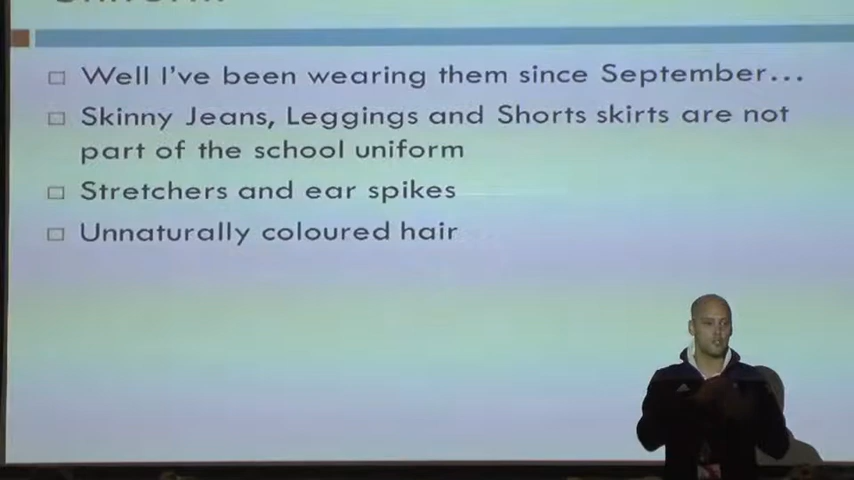 Well I've been wearing them since September...
Skinny Jeans, Leggings and Shorts skirts are not
part of the school uniform
Stretchers and ear spikes
Unnaturally coloured hair